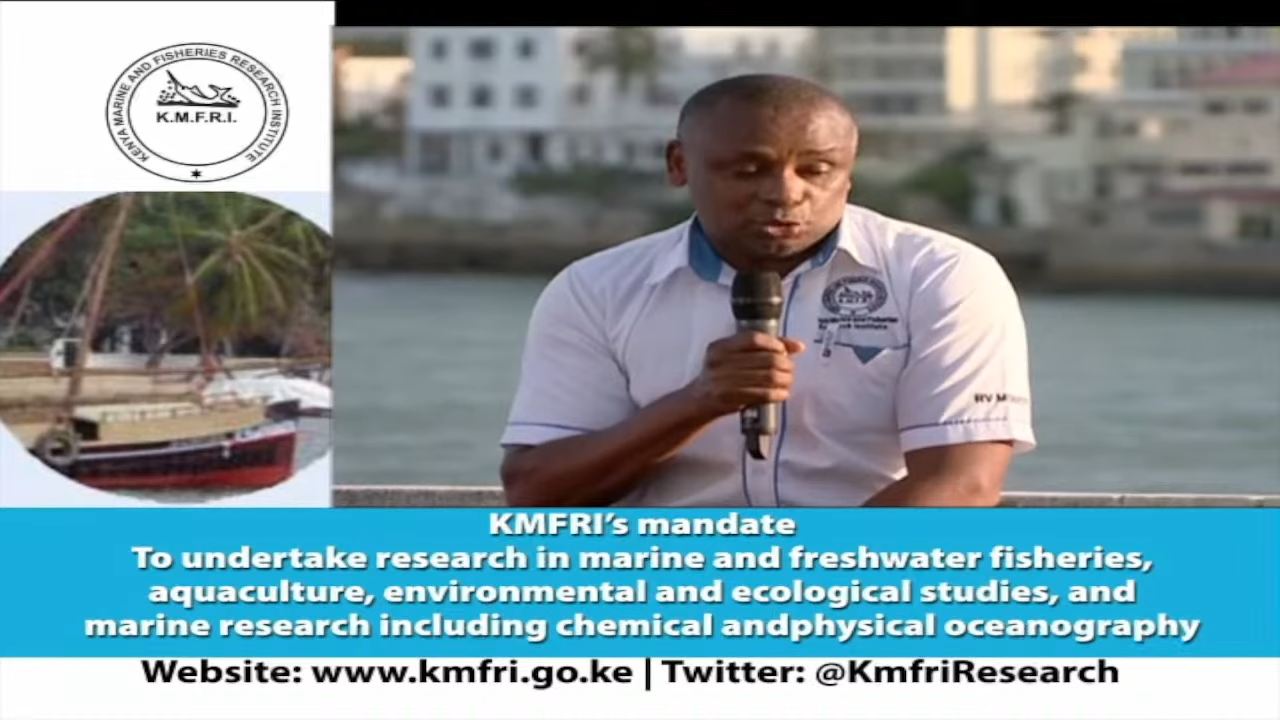 KENYA MARINE AND FISHERIES RESEARCH INSTITUTE
K.M.F.R.I.
K.M.F.R.I.
RV
KMFRI’s mandate
To undertake research in marine and freshwater fisheries,
aquaculture, environmental and ecological studies, and
marine research including chemical andphysical oceanography
Website: www.kmfri.go.ke | Twitter: @KmfriResearch